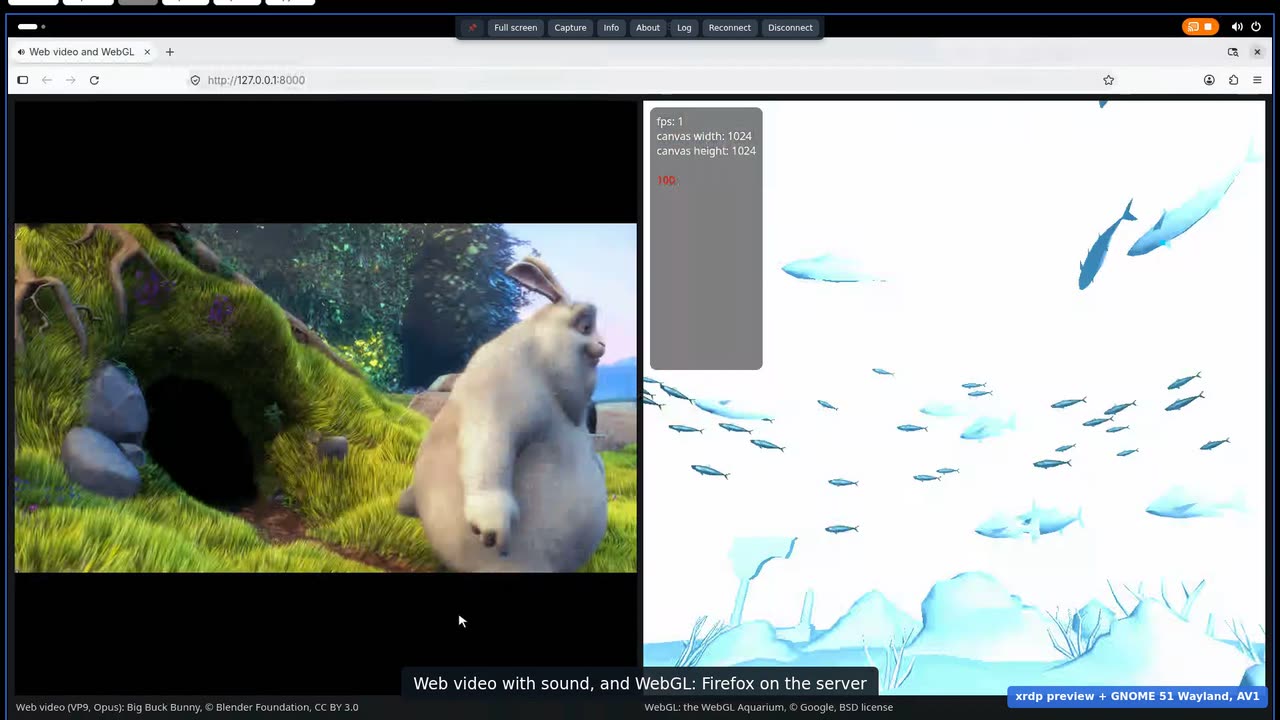 Full screen
Capture
Info
About
Log
Reconnect
Disconnect
Web video and WebGL
http://127.0.0.1:8000
fps: 1
canvas width: 1024
canvas height: 1024
100
Web video with sound, and WebGL: Firefox on the server
xrdp preview + GNOME 51 Wayland, AV1
Web video (VP9, Opus): Big Buck Bunny, © Blender Foundation, CC BY 3.0
WebGL: the WebGL Aquarium, © Google, BSD license